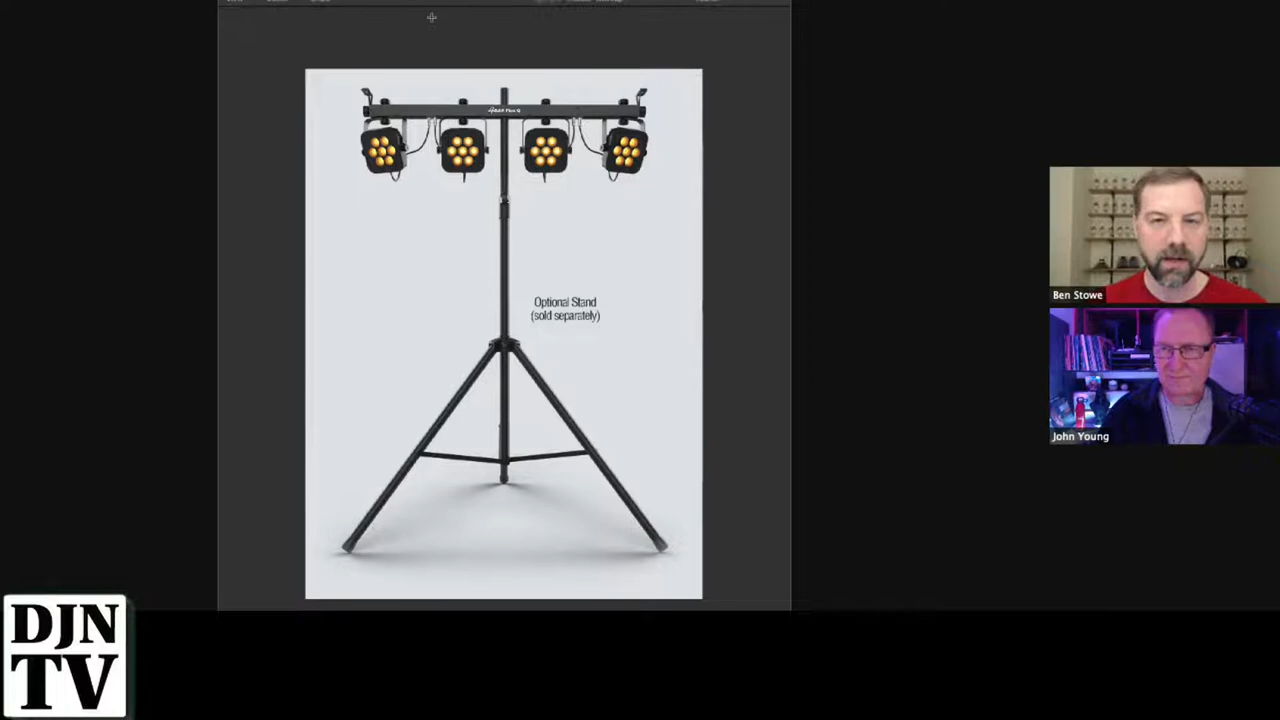 Optional Stand
(sold separately)
Ben Stowe
John Young
DJN
TV